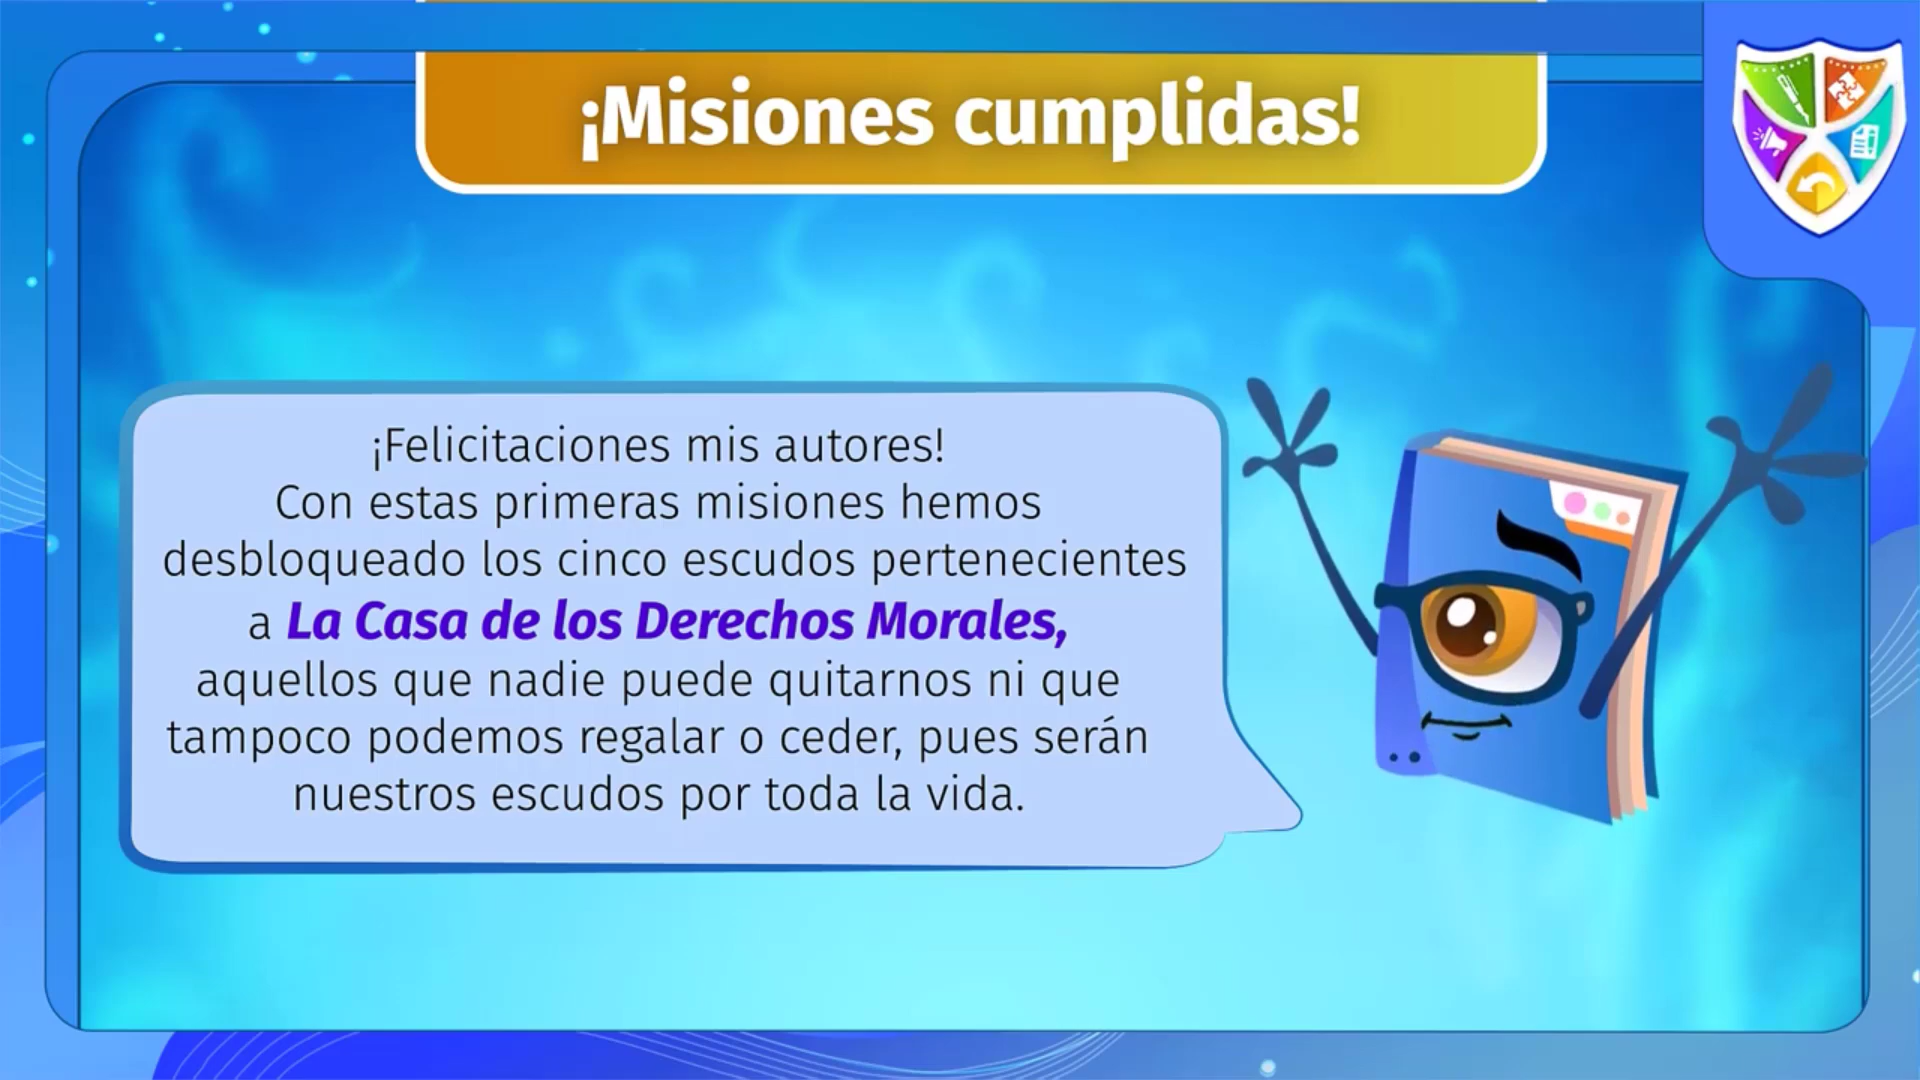 ¡Misiones cumplidas!
¡Felicitaciones mis autores!
Con estas primeras misiones hemos
desbloqueado los cinco escudos pertenecientes
a La Casa de los Derechos Morales,
aquellos que nadie puede quitarnos ni que
tampoco podemos regalar o ceder, pues serán
nuestros escudos por toda la vida.